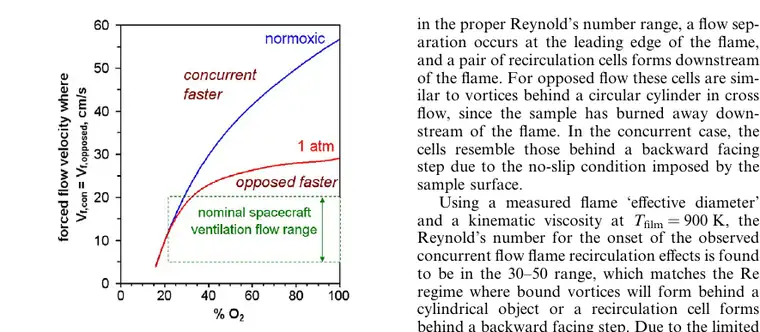 60
50
40
30
20
10
0
0
20
40
60
80
100
% O2
forced flow velocity where
Vf,con = Vf,opposed, cm/s
normoxic
concurrent
faster
1 atm
opposed faster
nominal spacecraft
ventilation flow range
in the proper Reynold's number range, a flow sep-
aration occurs at the leading edge of the flame,
and a pair of recirculation cells forms downstream
of the flame. For opposed flow these cells are sim-
ilar to vortices behind a circular cylinder in cross
flow, since the sample has burned away down-
stream of the flame. In the concurrent case, the
cells resemble those behind a backward facing
step due to the no-slip condition imposed by the
sample surface.
Using a measured flame ‘effective diameter’
and a kinematic viscosity at Tfilm = 900 K, the
Reynold's number for the onset of the observed
concurrent flow flame recirculation effects is found
to be in the 30–50 range, which matches the Re
regime where bound vortices will form behind a
cylindrical object or a recirculation cell forms
behind a backward facing step. Due to the limited